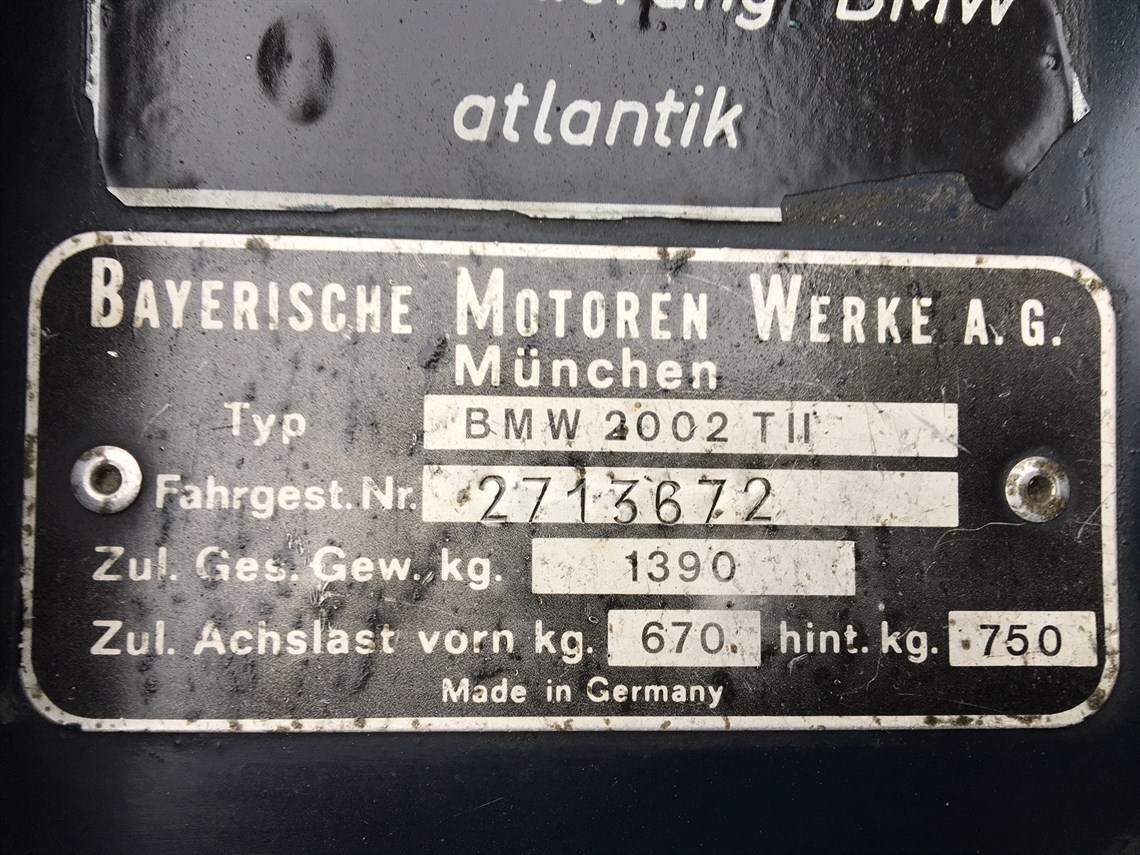 BMW
atlantik
BAYERISCHE MOTOREN WERKE A.G.
München
Typ BMW 2002 TII
Fahrgest. Nr. 2713672
Zul. Ges. Gew. kg. 1390
Zul. Achslast vorn kg. 670 hint. kg. 750
Made in Germany